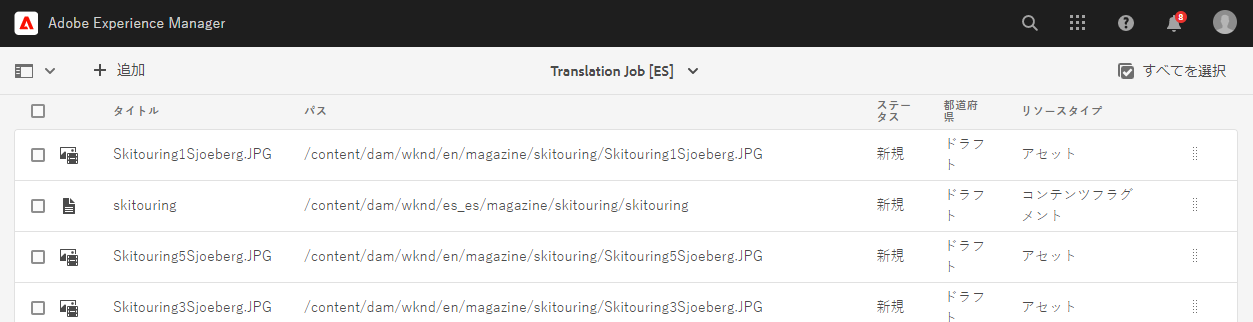 Adobe Experience Manager
8
追加
Translation Job [ES]
すべてを選択
タイトル
パス
ステー
タス
都道府
県
リソースタイプ
Skitouring1Sjoeberg.JPG
/content/dam/wknd/en/magazine/skitouring/Skitouring1Sjoeberg.JPG
新規
ドラフ
ト
アセット
skitouring
/content/dam/wknd/es_es/magazine/skitouring/skitouring
新規
ドラフ
ト
コンテンツフラグ
メント
Skitouring5Sjoeberg.JPG
/content/dam/wknd/en/magazine/skitouring/Skitouring5Sjoeberg.JPG
新規
ドラフ
ト
アセット
Skitouring3Sjoeberg.JPG
/content/dam/wknd/en/magazine/skitouring/Skitouring3Sjoeberg.JPG
新規
ドラフ
ト
アセット